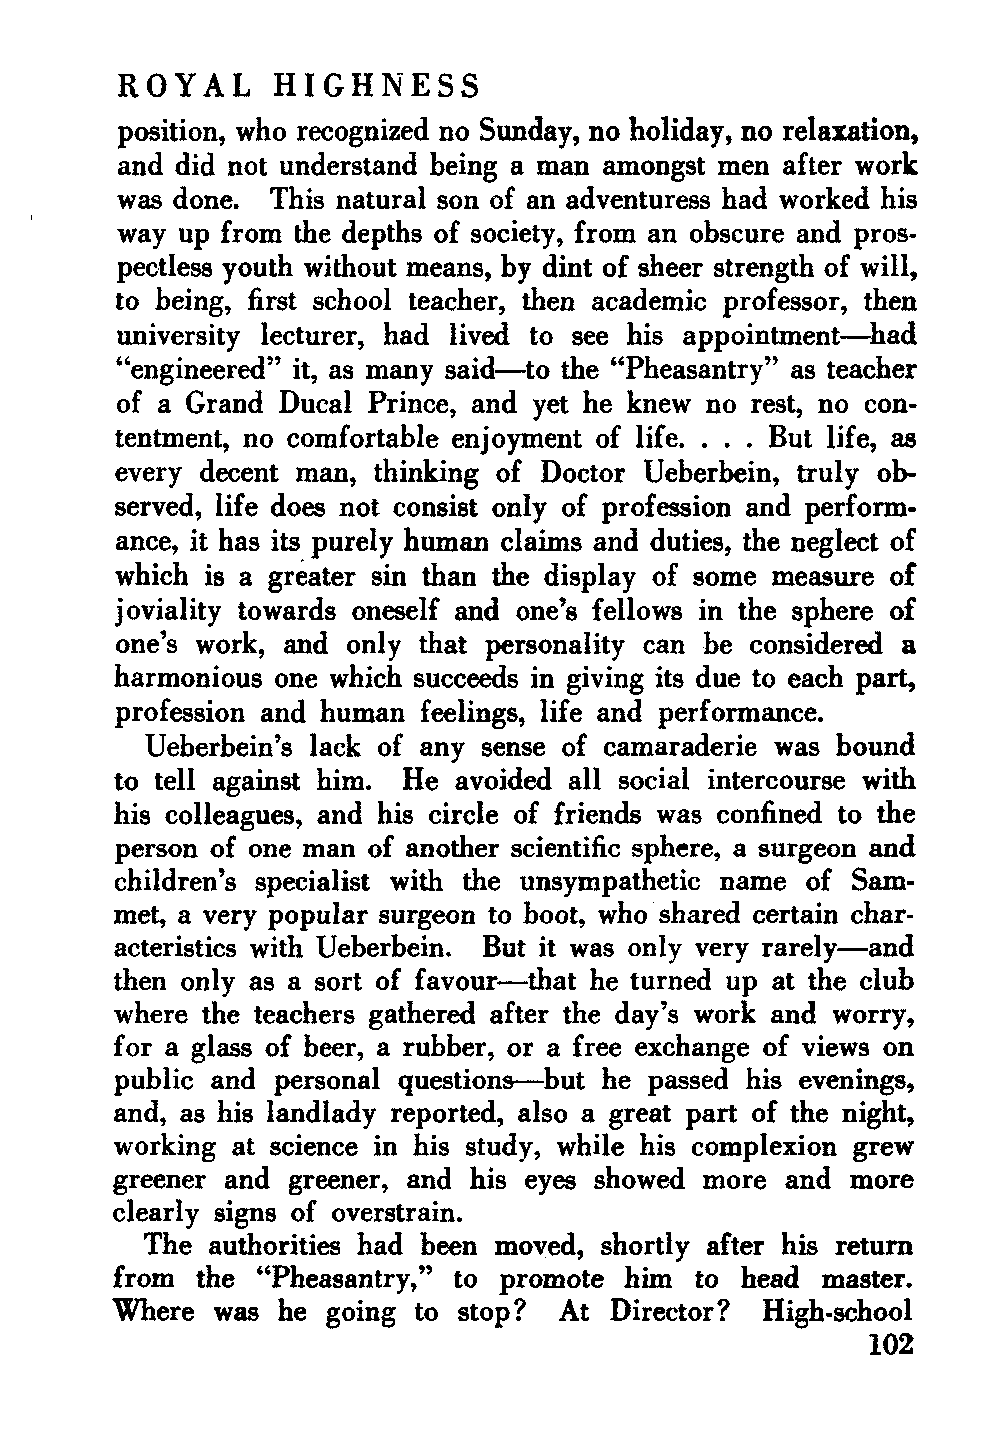 ROYAL HIGHNESS
position, who recognized no Sunday, no holiday, no relaxation,
and did not understand being a man amongst men after work
was done. This natural son of an adventuress had worked his
way up from the depths of society, from an obscure and pros-
pectless youth without means, by dint of sheer strength of will,
to being, first school teacher, then academic professor, then
university lecturer, had lived to see his appointment—had
“engineered” it, as many said—to the “Pheasantry” as teacher
of a Grand Ducal Prince, and yet he knew no rest, no con-
tentment, no comfortable enjoyment of life. . . . But life, as
every decent man, thinking of Doctor Ueberbein, truly ob-
served, life does not consist only of profession and perform-
ance, it has its purely human claims and duties, the neglect of
which is a greater sin than the display of some measure of
joviality towards oneself and one’s fellows in the sphere of
one’s work, and only that personality can be considered a
harmonious one which succeeds in giving its due to each part,
profession and human feelings, life and performance.
Ueberbein’s lack of any sense of camaraderie was bound
to tell against him. He avoided all social intercourse with
his colleagues, and his circle of friends was confined to the
person of one man of another scientific sphere, a surgeon and
children’s specialist with the unsympathetic name of Sam-
met, a very popular surgeon to boot, who shared certain char-
acteristics with Ueberbein. But it was only very rarely—and
then only as a sort of favour—that he turned up at the club
where the teachers gathered after the day’s work and worry,
for a glass of beer, a rubber, or a free exchange of views on
public and personal questions—but he passed his evenings,
and, as his landlady reported, also a great part of the night,
working at science in his study, while his complexion grew
greener and greener, and his eyes showed more and more
clearly signs of overstrain.
The authorities had been moved, shortly after his return
from the “Pheasantry,” to promote him to head master.
Where was he going to stop? At Director? High-school
102